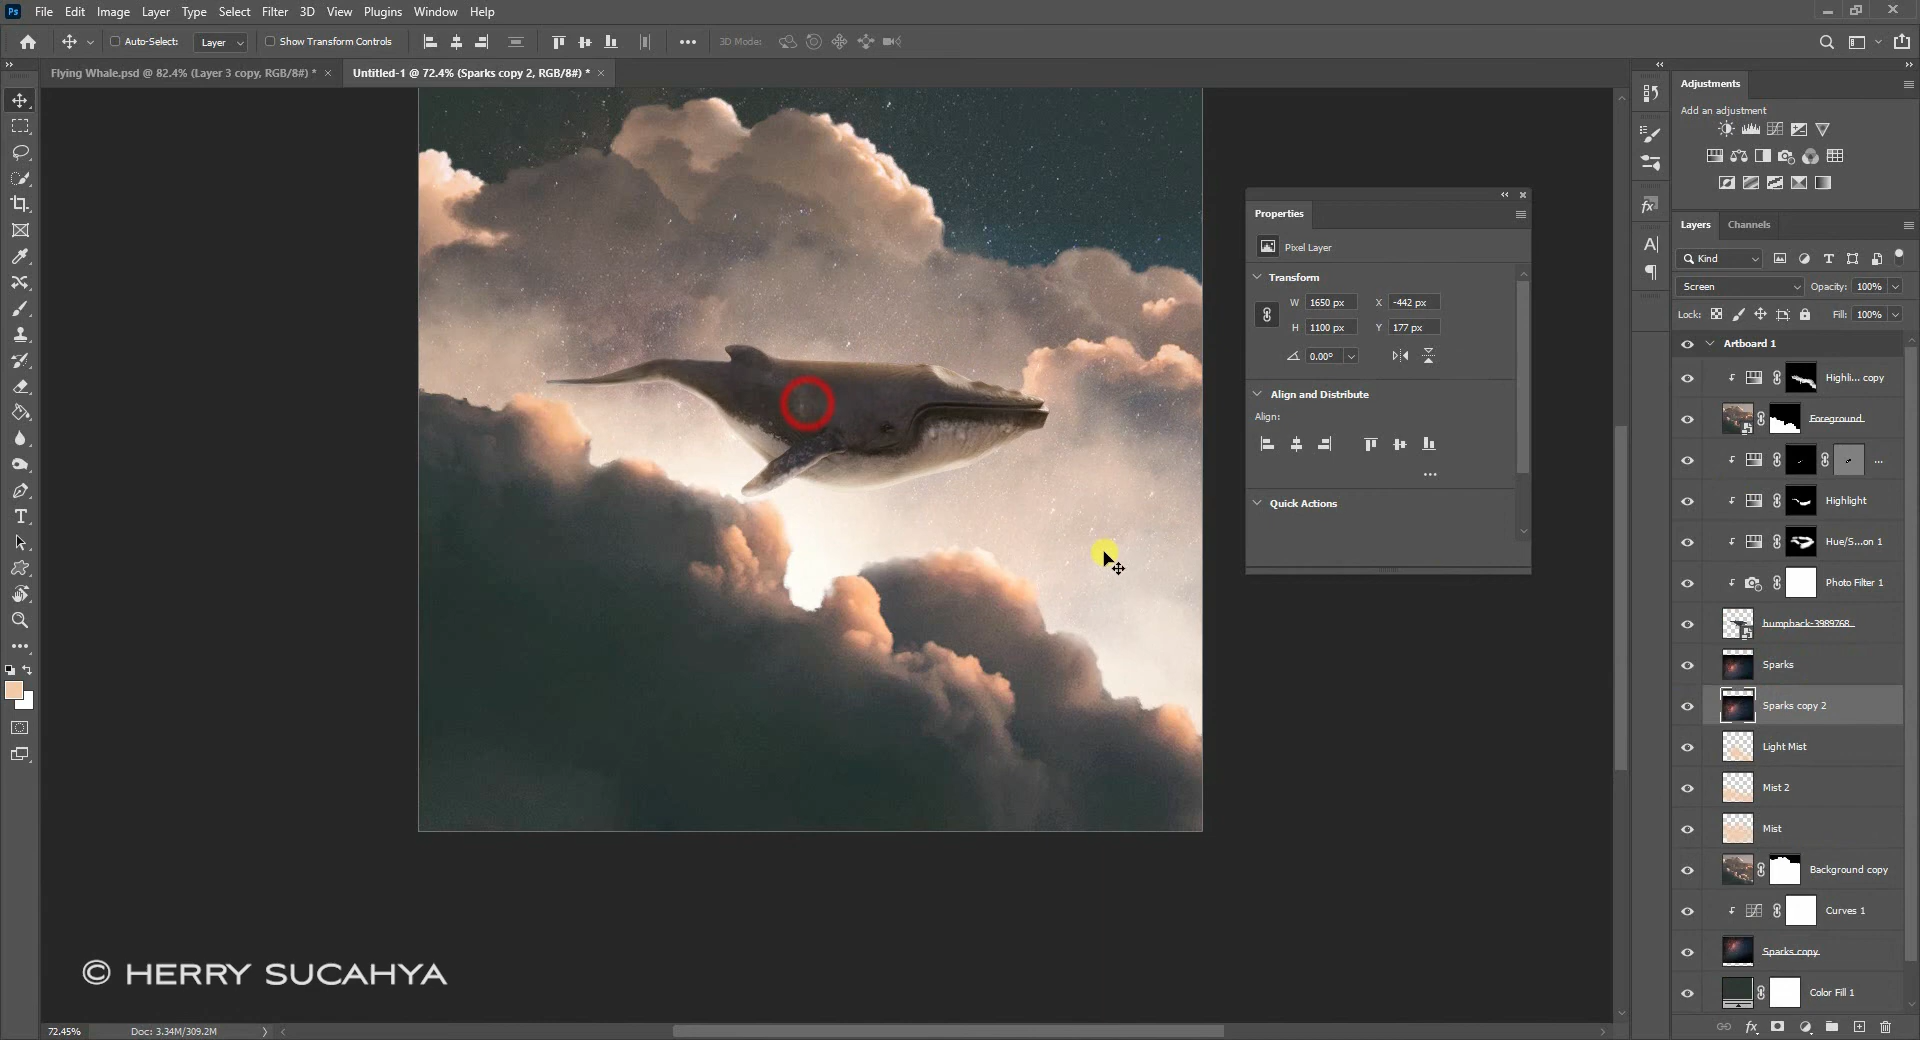 Ps File Edit Image Layer Type Select Filter 3D View Plugins Window Help
Auto-Select: Layer Show Transform Controls 3D Mode:
Flying Whale.psd @ 82.4% (Layer 3 copy, RGB/8#) * × Untitled-1 @ 72.4% (Sparks copy 2, RGB/8#) * ×
Adjustments
Add an adjustment
Properties
Pixel Layer
Transform
W 1650 px X -442 px
H 1100 px Y 177 px
0.00°
Align and Distribute
Align:
Quick Actions
Layers Channels
Kind
Screen Opacity: 100%
Lock: Fill: 100%
Artboard 1
Highli... copy
Foreground
...
Highlight
Hue/S...on 1
Photo Filter 1
humpback-3989768
Sparks
Sparks copy 2
Light Mist
Mist 2
Mist
Background copy
Curves 1
Sparks copy
Color Fill 1
© HERRY SUCAHYA
72.45% Doc: 3.34M/309.2M